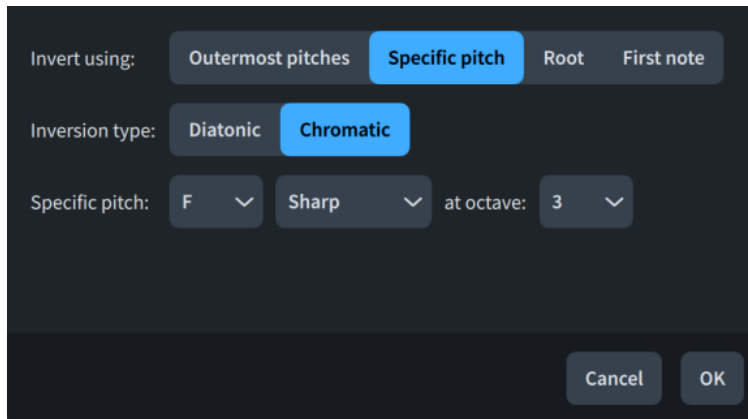 Invert using: Outermost pitches Specific pitch Root First note
Inversion type: Diatonic Chromatic
Specific pitch: F Sharp at octave: 3
Cancel OK